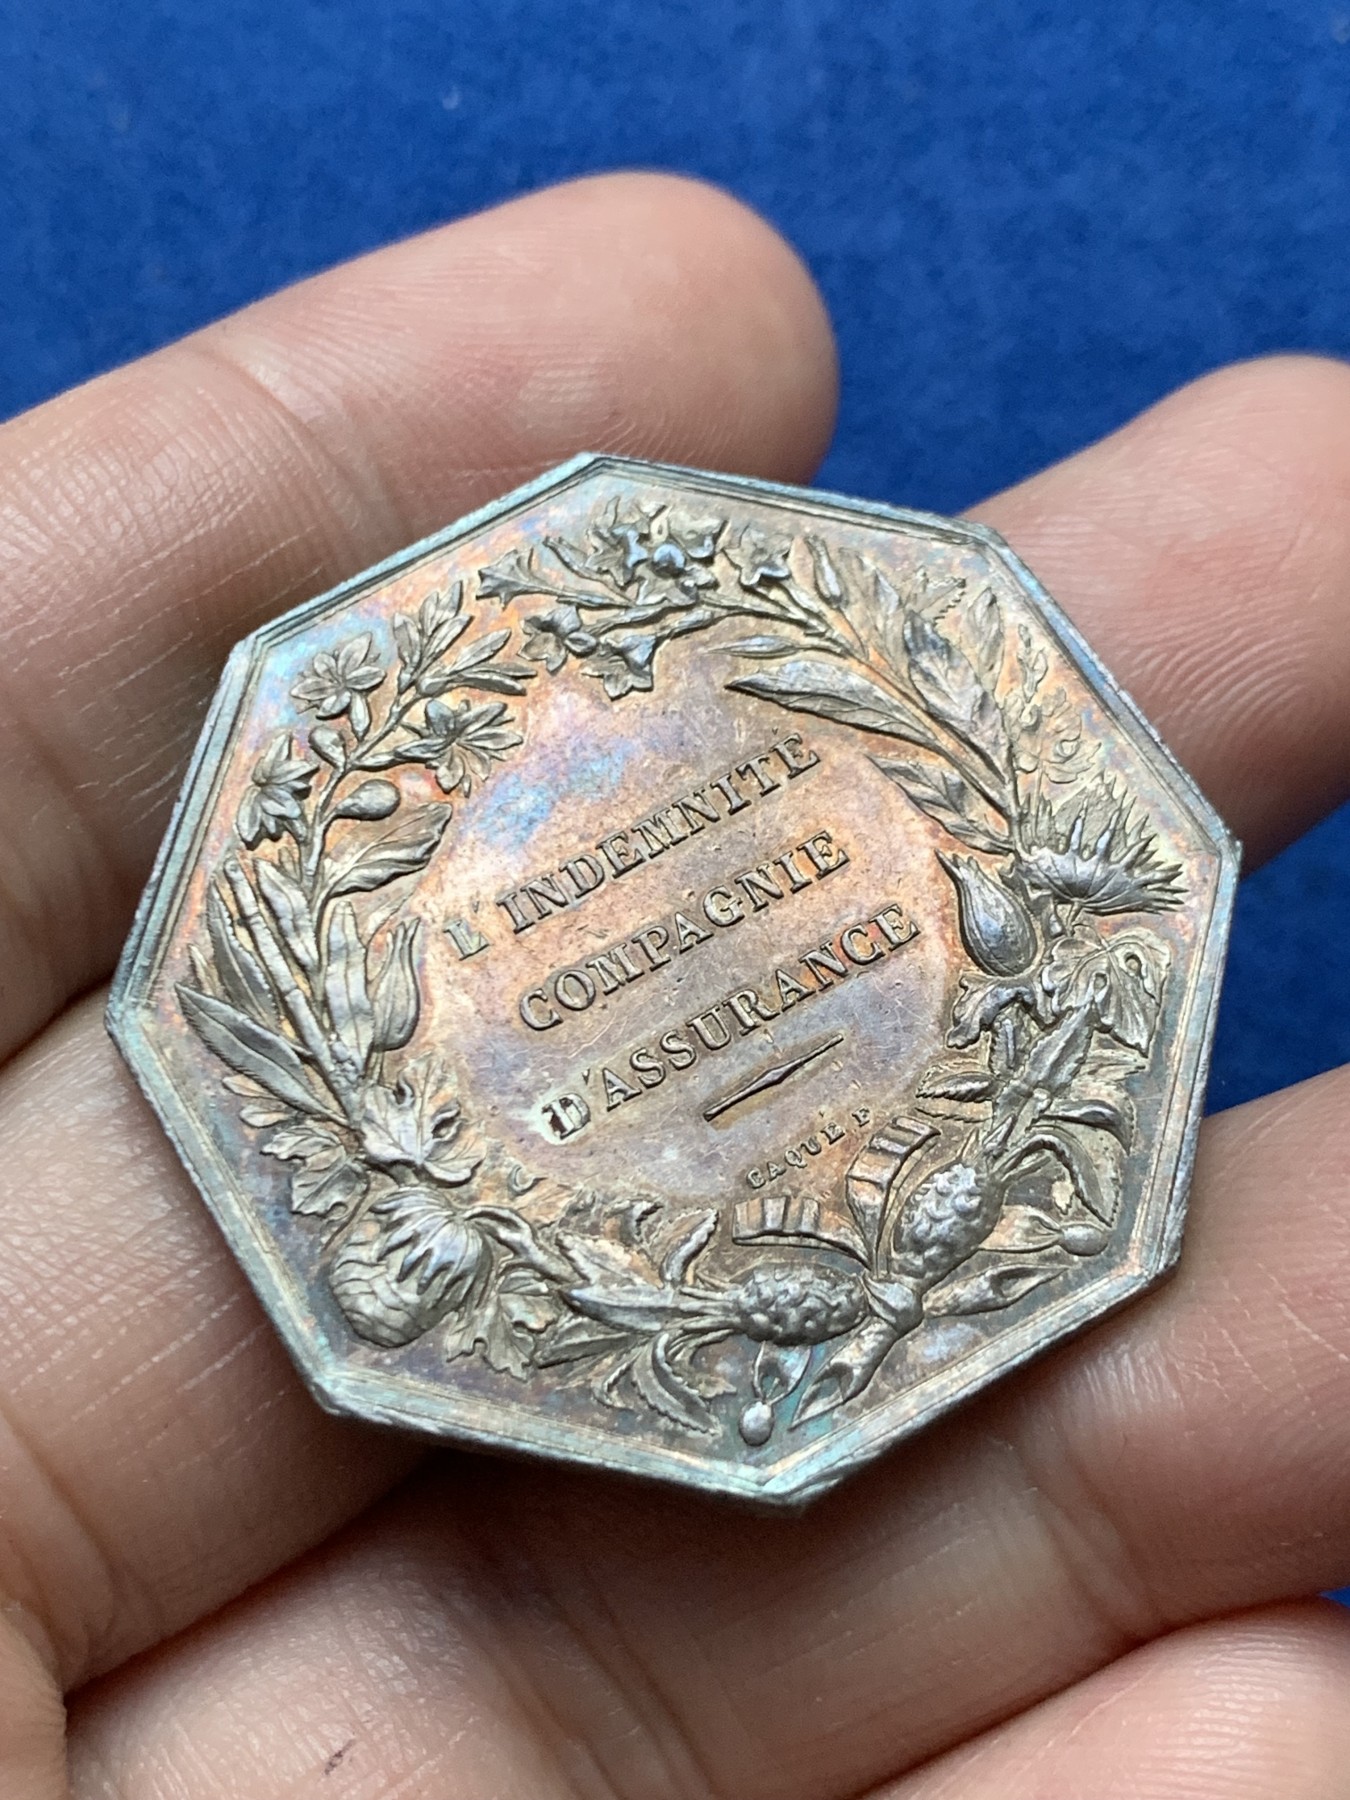 L'INDEMNITÉ
COMPAGNIE
D'ASSURANCE
CAQUÉ F